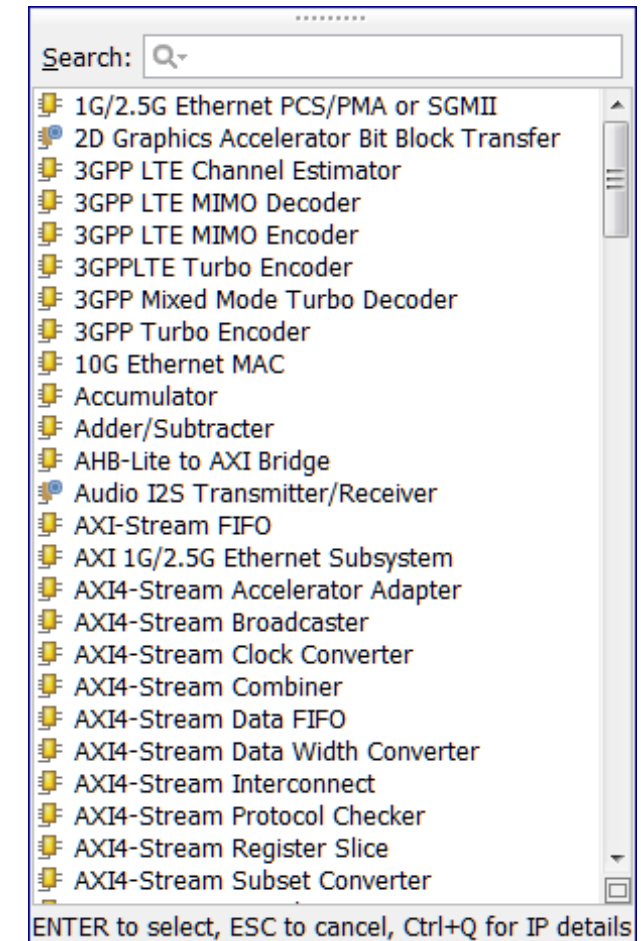 Search:
1G/2.5G Ethernet PCS/PMA or SGMII
2D Graphics Accelerator Bit Block Transfer
3GPP LTE Channel Estimator
3GPP LTE MIMO Decoder
3GPP LTE MIMO Encoder
3GPPLTE Turbo Encoder
3GPP Mixed Mode Turbo Decoder
3GPP Turbo Encoder
10G Ethernet MAC
Accumulator
Adder/Subtracter
AHB-Lite to AXI Bridge
Audio I2S Transmitter/Receiver
AXI-Stream FIFO
AXI 1G/2.5G Ethernet Subsystem
AXI4-Stream Accelerator Adapter
AXI4-Stream Broadcaster
AXI4-Stream Clock Converter
AXI4-Stream Combiner
AXI4-Stream Data FIFO
AXI4-Stream Data Width Converter
AXI4-Stream Interconnect
AXI4-Stream Protocol Checker
AXI4-Stream Register Slice
AXI4-Stream Subset Converter
ENTER to select, ESC to cancel, Ctrl+Q for IP details